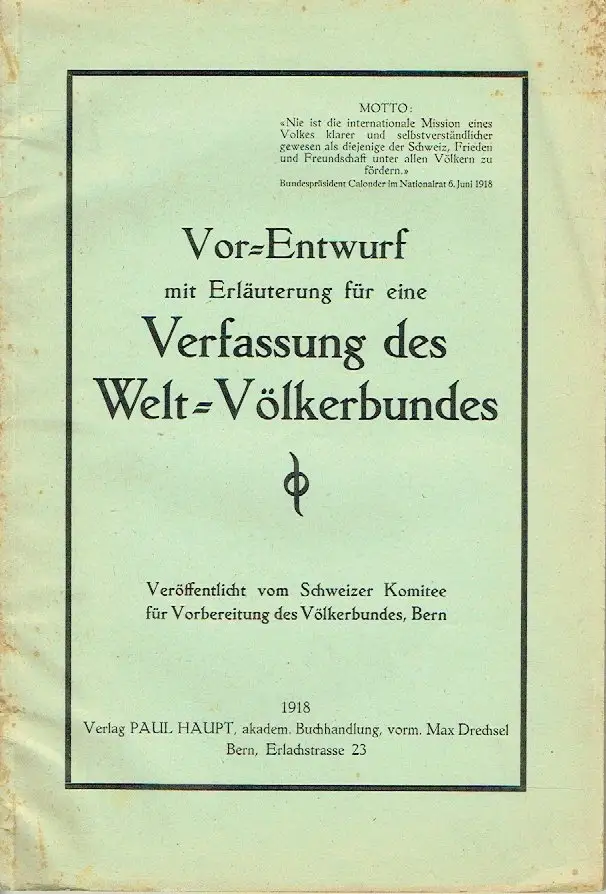 MOTTO:
«Nie ist die internationale Mission eines
Volkes klarer und selbstverständlicher
gewesen als diejenige der Schweiz, Frieden
und Freundschaft unter allen Völkern zu
fördern.»
Bundespräsident Calonder im Nationalrat 6. Juni 1918
Vor=Entwurf
mit Erläuterung für eine
Verfassung des
Welt=Völkerbundes
Veröffentlicht vom Schweizer Komitee
für Vorbereitung des Völkerbundes, Bern
1918
Verlag PAUL HAUPT, akadem. Buchhandlung, vorm. Max Drechsel
Bern, Erlachstrasse 23